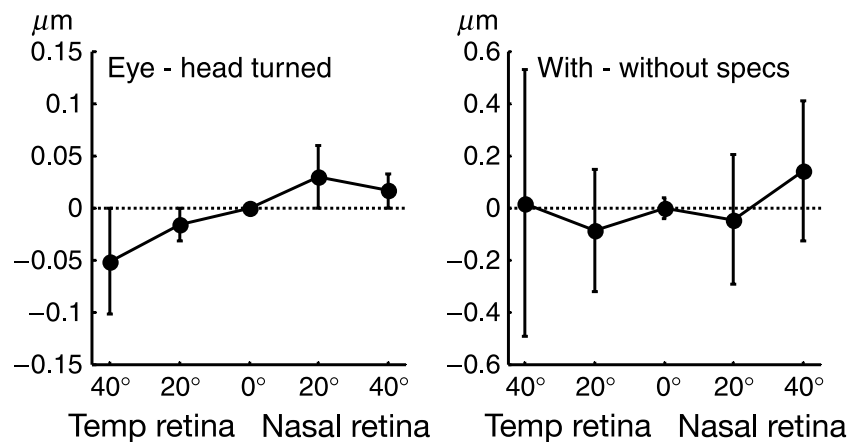 μm
Eye - head turned
0.15
0.1
0.05
0
−0.05
−0.1
−0.15
40° 20° 0° 20° 40°
Temp retina Nasal retina
μm
With - without specs
0.6
0.4
0.2
0
−0.2
−0.4
−0.6
40° 20° 0° 20° 40°
Temp retina Nasal retina